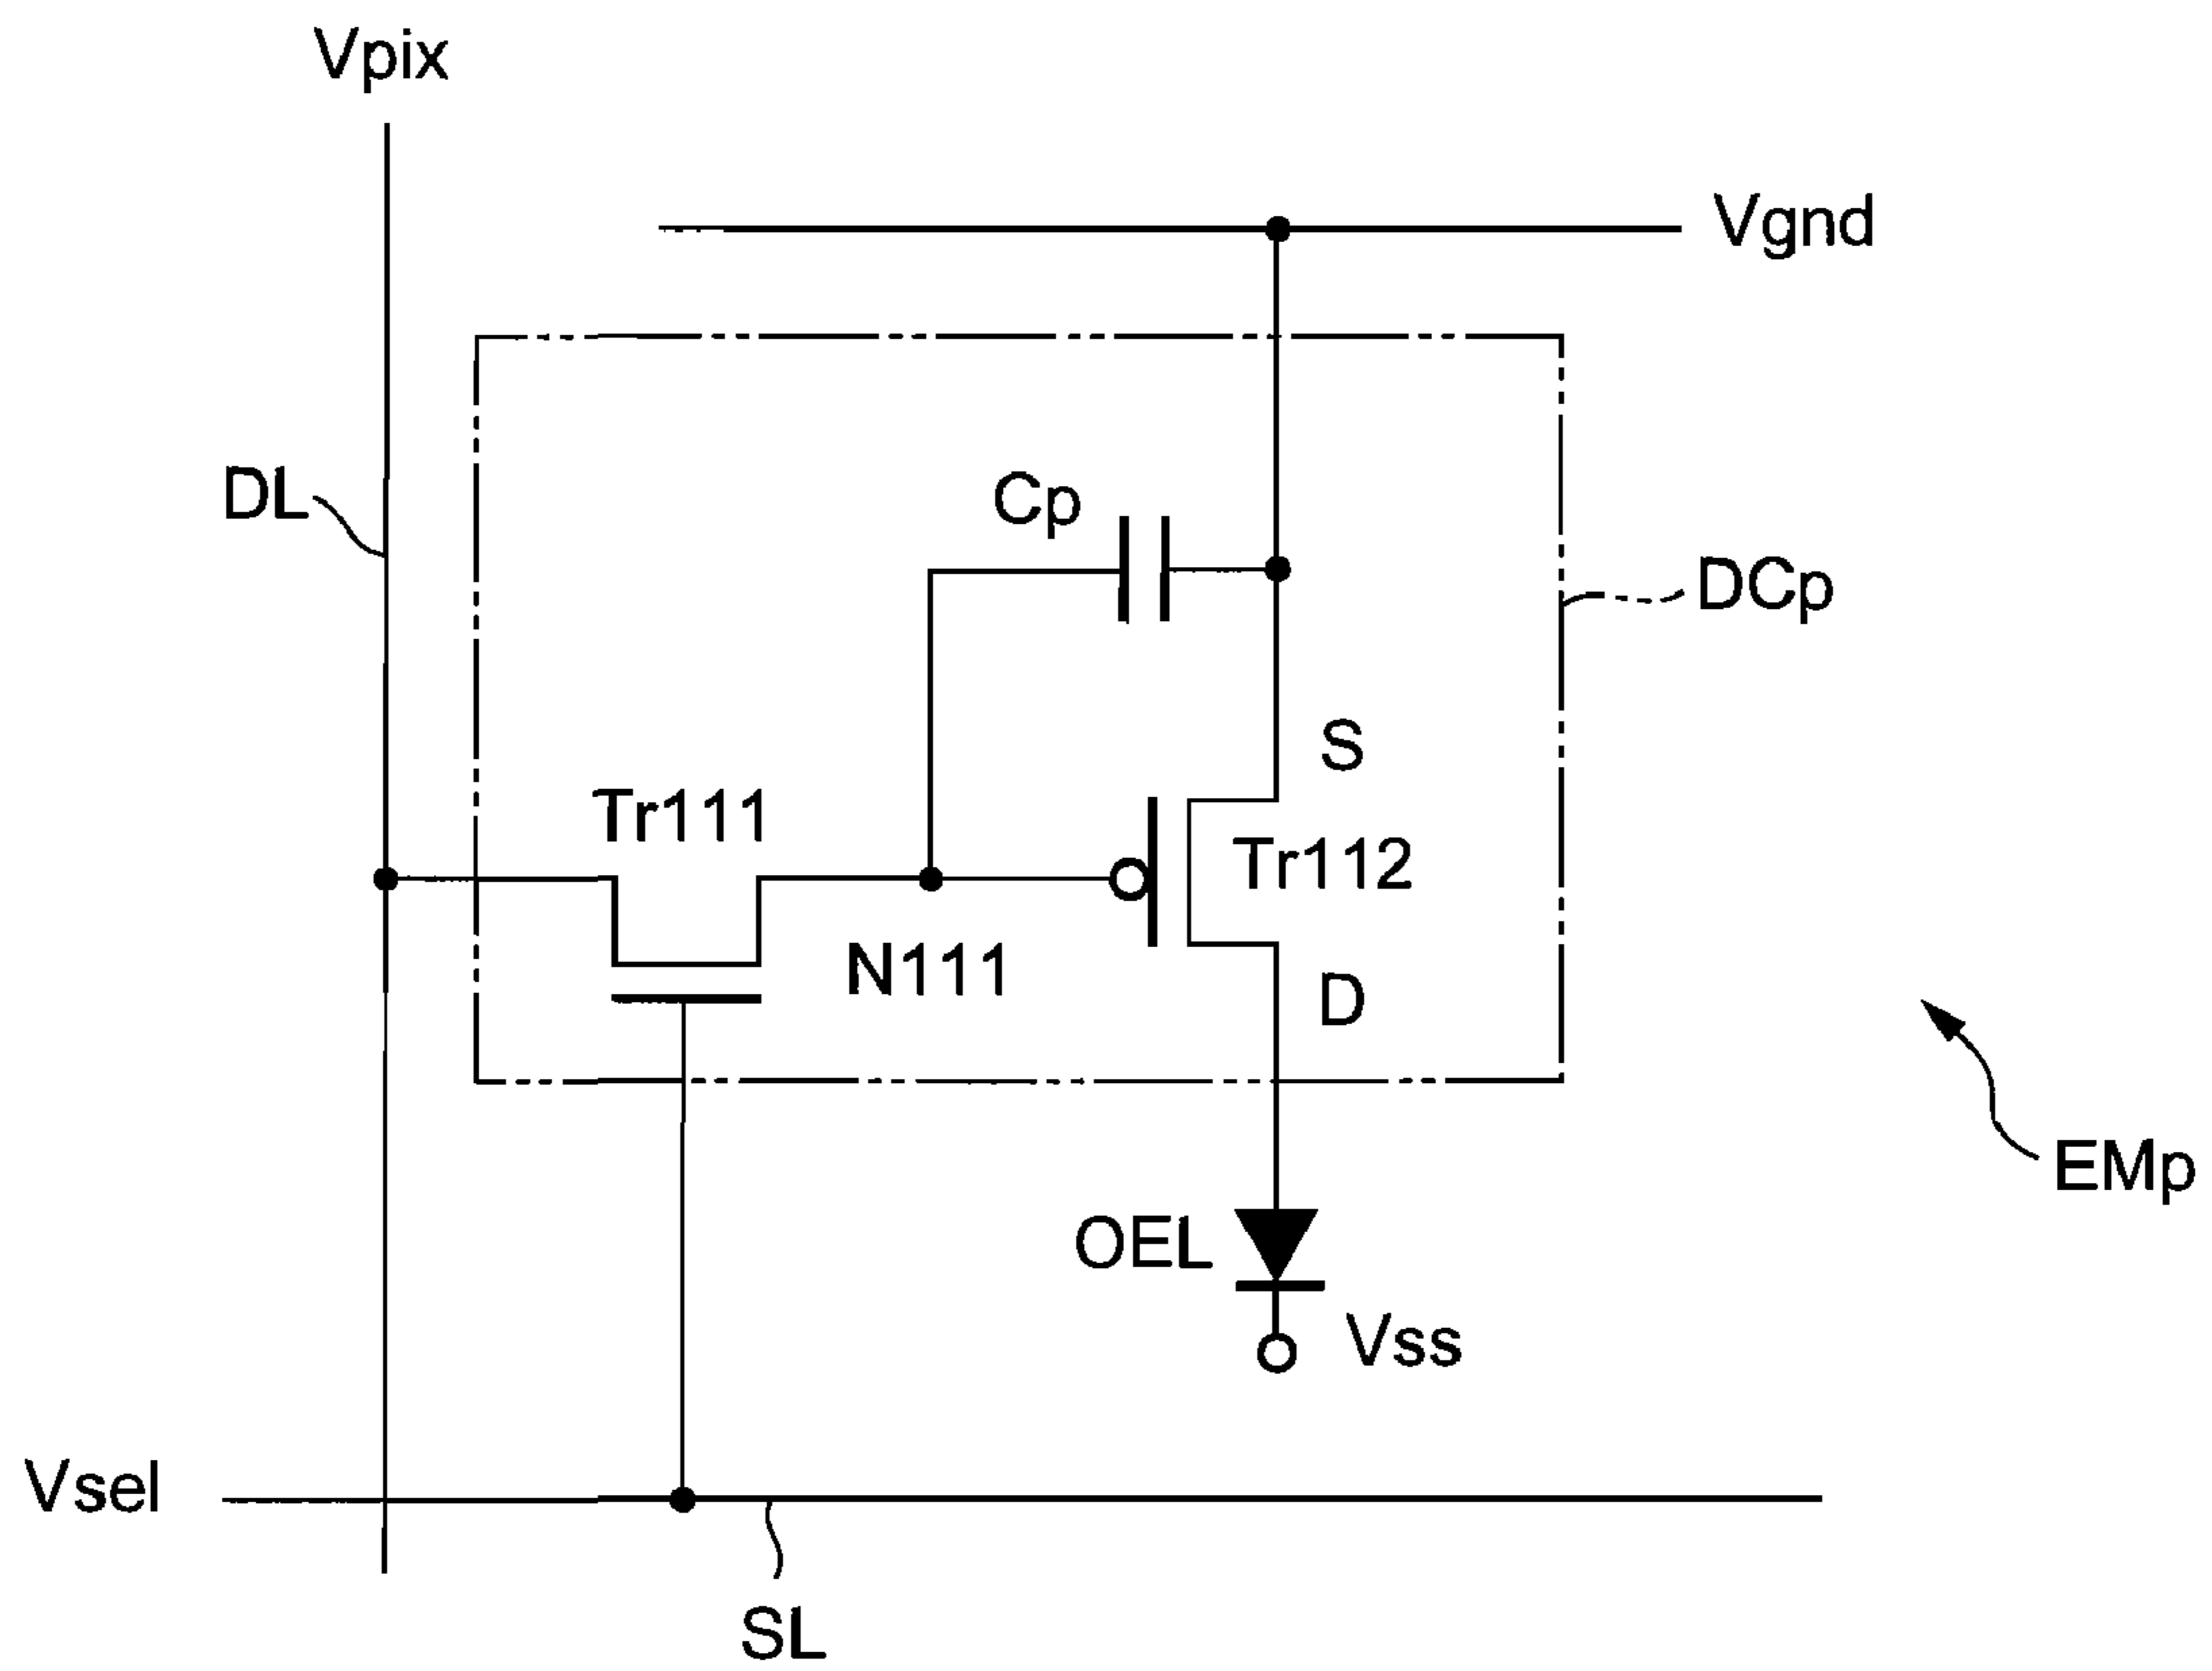 Vpix
Vgnd
DL
Cp
DCp
S
Tr111
Tr112
N111
D
EMp
OEL
Vss
Vsel
SL